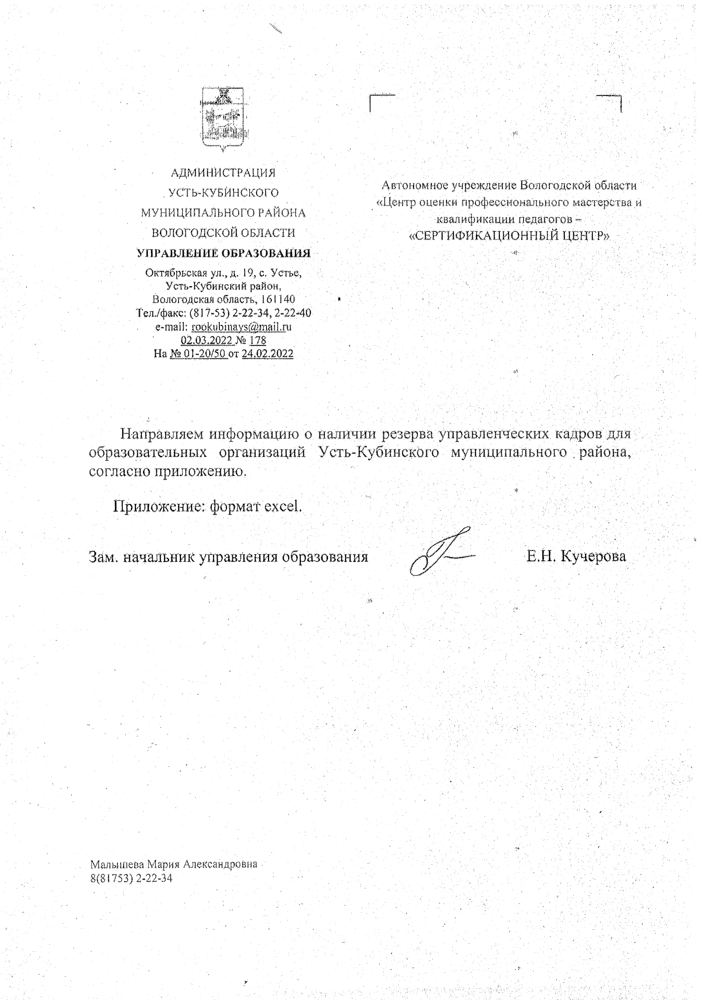 АДМИНИСТРАЦИЯ
УСТЬ-КУБИНСКОГО
МУНИЦИПАЛЬНОГО РАЙОНА
ВОЛОГОДСКОЙ ОБЛАСТИ
УПРАВЛЕНИЕ ОБРАЗОВАНИЯ
Октябрьская ул., д. 19, с. Устье,
Усть-Кубинский район,
Вологодская область, 161140
Тел./факс: (817-53) 2-22-34, 2-22-40
e-mail: rookubinays@mail.ru
02.03.2022 № 178
На № 01-20/50 от 24.02.2022
Автономное учреждение Вологодской области
«Центр оценки профессионального мастерства и
квалификации педагогов –
«СЕРТИФИКАЦИОННЫЙ ЦЕНТР»
Направляем информацию о наличии резерва управленческих кадров для
образовательных организаций Усть-Кубинского муниципального района,
согласно приложению.
Приложение: формат excel.
Зам. начальник управления образования Е.Н. Кучерова
Малышева Мария Александровна
8(81753) 2-22-34